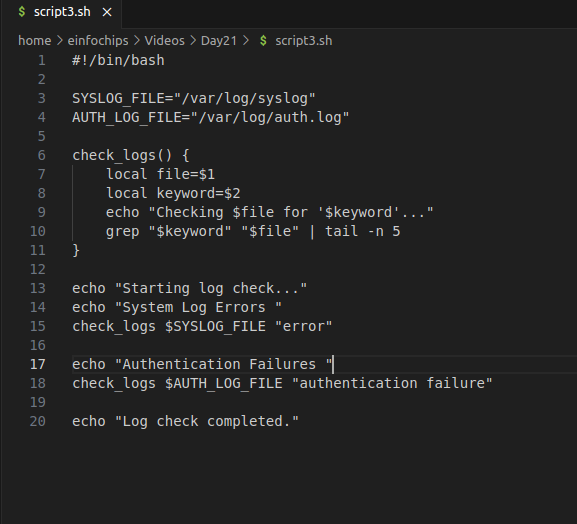 $ script3.sh ×
home > einfochips > Videos > Day21 > $ script3.sh
1 #!/bin/bash
2
3 SYSLOG_FILE="/var/log/syslog"
4 AUTH_LOG_FILE="/var/log/auth.log"
5
6 check_logs() {
7     local file=$1
8     local keyword=$2
9     echo "Checking $file for '$keyword'..."
10     grep "$keyword" "$file" | tail -n 5
11 }
12
13 echo "Starting log check..."
14 echo "System Log Errors "
15 check_logs $SYSLOG_FILE "error"
16
17 echo "Authentication Failures "
18 check_logs $AUTH_LOG_FILE "authentication failure"
19
20 echo "Log check completed."